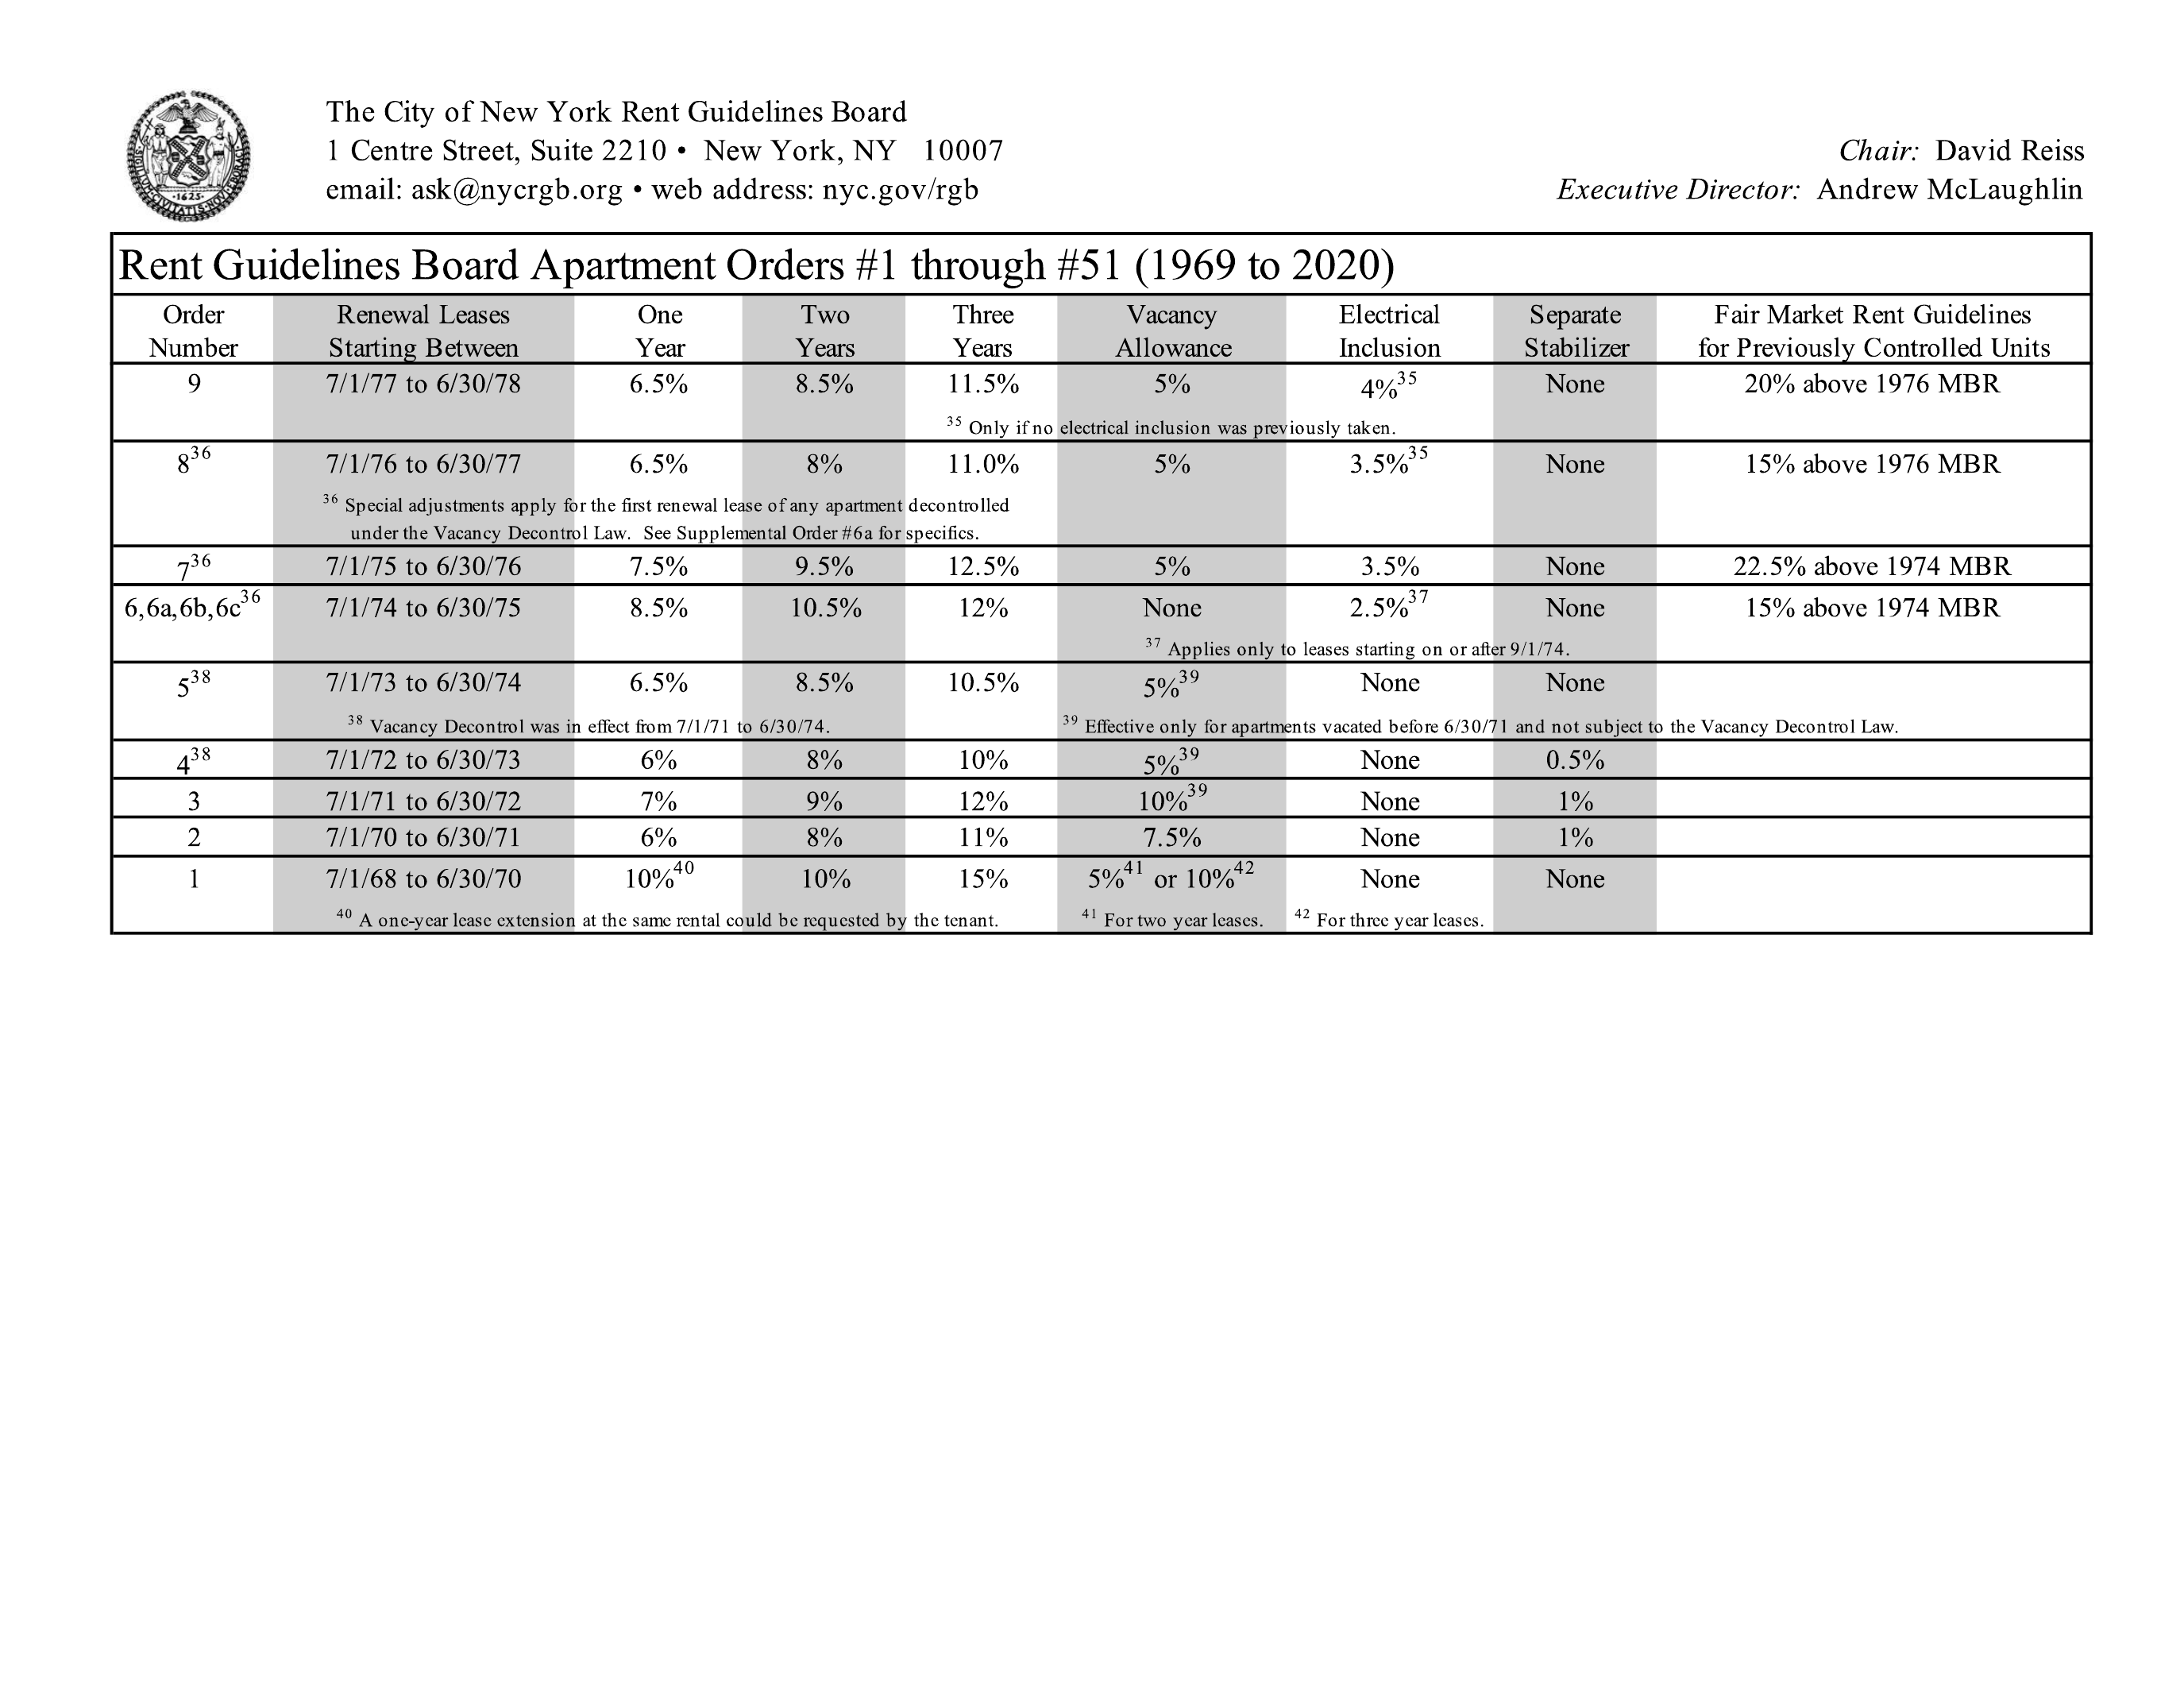 The City of New York Rent Guidelines Board
1 Centre Street, Suite 2210 • New York, NY 10007
email: ask@nycrgb.org • web address: nyc.gov/rgb
Chair: David Reiss
Executive Director: Andrew McLaughlin
Rent Guidelines Board Apartment Orders #1 through #51 (1969 to 2020)
Order Number | Renewal Leases Starting Between | One Year | Two Years | Three Years | Vacancy Allowance | Electrical Inclusion | Separate Stabilizer | Fair Market Rent Guidelines for Previously Controlled Units
9 | 7/1/77 to 6/30/78 | 6.5% | 8.5% | 11.5% | 5% | 4%35 | None | 20% above 1976 MBR
35 Only if no electrical inclusion was previously taken.
836 | 7/1/76 to 6/30/77 | 6.5% | 8% | 11.0% | 5% | 3.5%35 | None | 15% above 1976 MBR
36 Special adjustments apply for the first renewal lease of any apartment decontrolled
under the Vacancy Decontrol Law. See Supplemental Order #6a for specifics.
736 | 7/1/75 to 6/30/76 | 7.5% | 9.5% | 12.5% | 5% | 3.5% | None | 22.5% above 1974 MBR
6,6a,6b,6c36 | 7/1/74 to 6/30/75 | 8.5% | 10.5% | 12% | None | 2.5%37 | None | 15% above 1974 MBR
37 Applies only to leases starting on or after 9/1/74.
538 | 7/1/73 to 6/30/74 | 6.5% | 8.5% | 10.5% | 5%39 | None | None
38 Vacancy Decontrol was in effect from 7/1/71 to 6/30/74. 39 Effective only for apartments vacated before 6/30/71 and not subject to the Vacancy Decontrol Law.
438 | 7/1/72 to 6/30/73 | 6% | 8% | 10% | 5%39 | None | 0.5%
3 | 7/1/71 to 6/30/72 | 7% | 9% | 12% | 10%39 | None | 1%
2 | 7/1/70 to 6/30/71 | 6% | 8% | 11% | 7.5% | None | 1%
1 | 7/1/68 to 6/30/70 | 10%40 | 10% | 15% | 5%41 or 10%42 | None | None
40 A one-year lease extension at the same rental could be requested by the tenant. 41 For two year leases. 42 For three year leases.